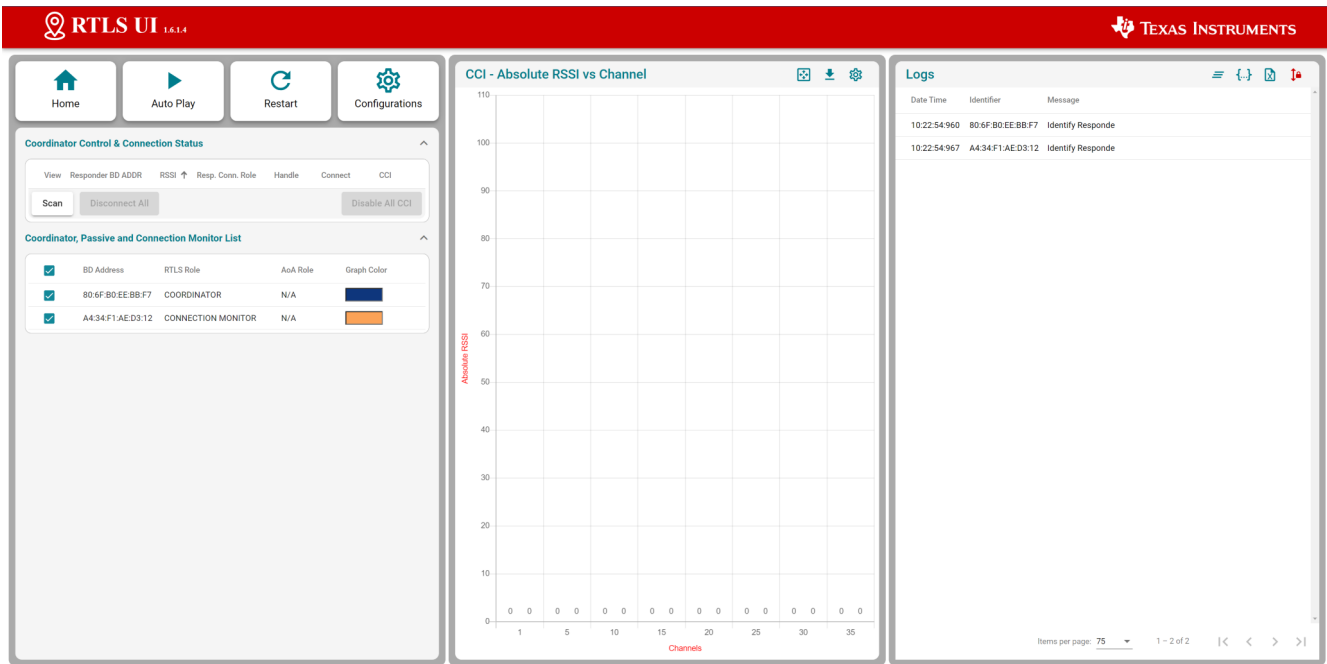 RTLS UI 1.6.1.4
TEXAS INSTRUMENTS
Home
Auto Play
Restart
Configurations
Coordinator Control & Connection Status
View Responder BD ADDR RSSI Resp. Conn. Role Handle Connect CCI
Scan Disconnect All Disable All CCI
Coordinator, Passive and Connection Monitor List
BD Address RTLS Role AoA Role Graph Color
80:6F:B0:EE:BB:F7 COORDINATOR N/A
A4:34:F1:AE:D3:12 CONNECTION MONITOR N/A
CCI - Absolute RSSI vs Channel
110
100
90
80
70
60
50
40
30
20
10
0
Absolute RSSI
0 0 0 0 0 0 0 0 0 0 0 0 0 0 0 0
1 5 10 15 20 25 30 35
Channels
Logs
{..}
Date Time Identifier Message
10:22:54:960 80:6F:B0:EE:BB:F7 Identify Responde
10:22:54:967 A4:34:F1:AE:D3:12 Identify Responde
Items per page: 75 1 – 2 of 2